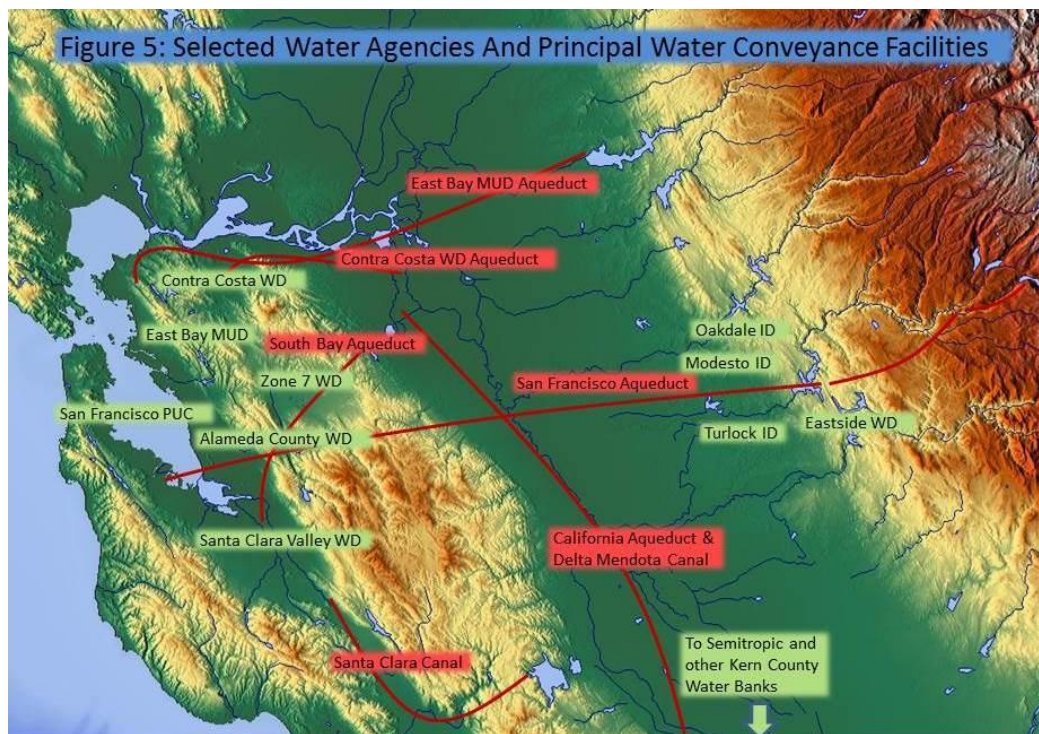 Figure 5: Selected Water Agencies And Principal Water Conveyance Facilities
East Bay MUD Aqueduct
Contra Costa WD Aqueduct
Contra Costa WD
East Bay MUD
South Bay Aqueduct
Oakdale ID
Modesto ID
Zone 7 WD
San Francisco Aqueduct
San Francisco PUC
Alameda County WD
Turlock ID
Eastside WD
Santa Clara Valley WD
California Aqueduct &
Delta Mendota Canal
Santa Clara Canal
To Semitropic and
other Kern County
Water Banks